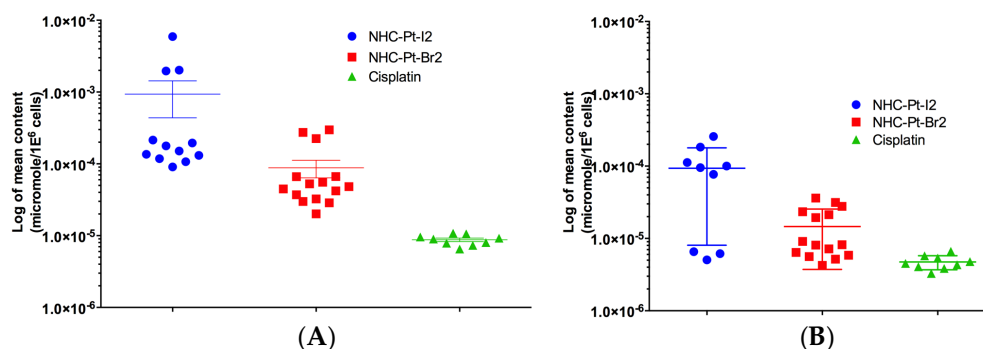 Log of mean content
(micromole/1E⁶ cells)
1.0×10⁻²
1.0×10⁻³
1.0×10⁻⁴
1.0×10⁻⁵
1.0×10⁻⁶
NHC-Pt-I2
NHC-Pt-Br2
Cisplatin
(A)
Log of mean content
(micromole/1E⁶ cells)
1.0×10⁻²
1.0×10⁻³
1.0×10⁻⁴
1.0×10⁻⁵
1.0×10⁻⁶
NHC-Pt-I2
NHC-Pt-Br2
Cisplatin
(B)